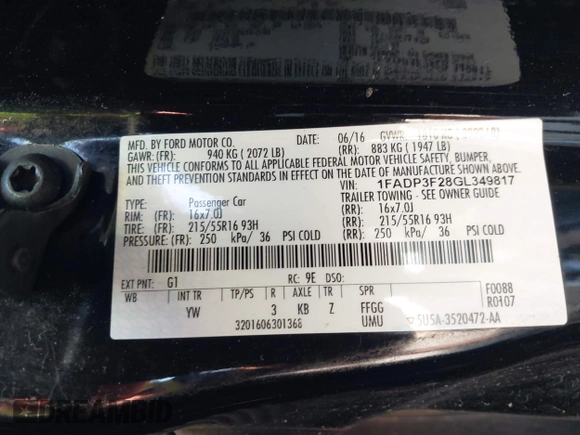 MFD. BY FORD MOTOR CO. DATE: 06/16 GVWR:
GAWR: (FR): 940 KG ( 2072 LB) (RR): 883 KG ( 1947 LB)
THIS VEHICLE CONFORMS TO ALL APPLICABLE FEDERAL MOTOR VEHICLE SAFETY, BUMPER,
AND THEFT PREVENTION STANDARDS IN EFFECT ON THE DATE OF MANUFACTURE SHOWN ABOVE.
VIN: 1FADP3F28GL349817
TYPE: Passenger Car TRAILER TOWING - SEE OWNER GUIDE
RIM: (FR): 16x7.0J (RR): 16x7.0J
TIRE: (FR): 215/55R16 93H (RR): 215/55R16 93H
PRESSURE: (FR): 250 kPa/ 36 PSI COLD (RR): 250 kPa/ 36 PSI COLD
EXT PNT: G1 RC: 9E DSO: F0088
WB INT TR TP/PS R AXLE TR SPR R0107
YW 3 KB Z FFGG
3201606301368 UMU 5U5A-3520472-AA
DREAMBID